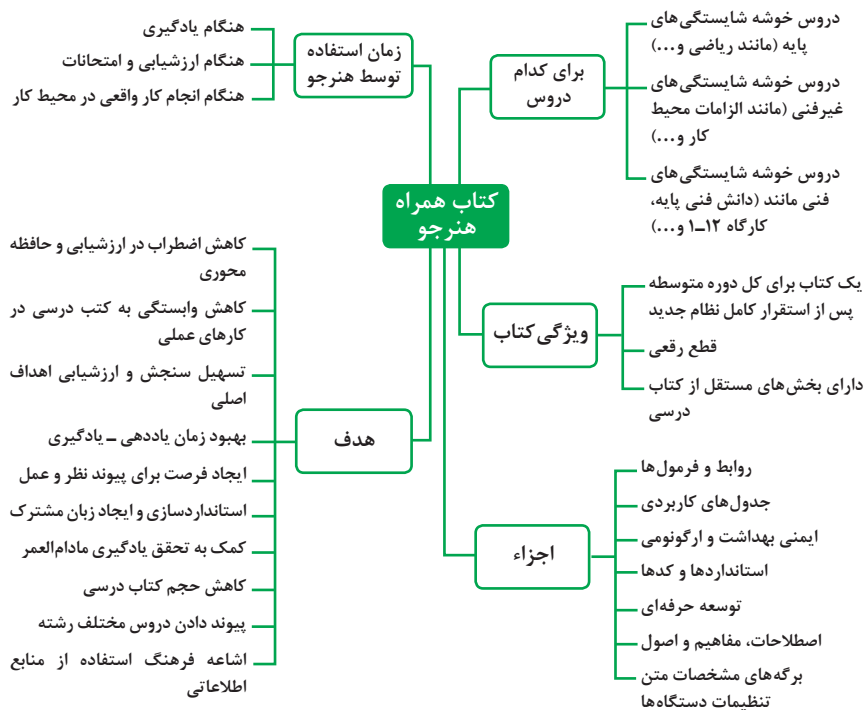 کتاب همراه
هنرجو
برای کدام
دروس
دروس خوشه شایستگی‌های
پایه (مانند ریاضی و...)
دروس خوشه شایستگی‌های
غیرفنی (مانند الزامات محیط
کار و...)
دروس خوشه شایستگی‌های
فنی مانند (دانش فنی پایه،
کارگاه ۱۲ــ۱ و...)
ویژگی کتاب
یک کتاب برای کل دوره متوسطه
پس از استقرار کامل نظام جدید
قطع رقعی
دارای بخش‌های مستقل از کتاب
درسی
اجزاء
روابط و فرمول‌ها
جدول‌های کاربردی
ایمنی بهداشت و ارگونومی
استانداردها و کدها
توسعه حرفه‌ای
اصطلاحات، مفاهیم و اصول
برگه‌های مشخصات متن
تنظیمات دستگاه‌ها
زمان استفاده
توسط هنرجو
هنگام یادگیری
هنگام ارزشیابی و امتحانات
هنگام انجام کار واقعی در محیط کار
هدف
کاهش اضطراب در ارزشیابی و حافظه
محوری
کاهش وابستگی به کتب درسی در
کارهای عملی
تسهیل سنجش و ارزشیابی اهداف
اصلی
بهبود زمان یاددهی ــ یادگیری
ایجاد فرصت برای پیوند نظر و عمل
استانداردسازی و ایجاد زبان مشترک
کمک به تحقق یادگیری مادام‌العمر
کاهش حجم کتاب درسی
پیوند دادن دروس مختلف رشته
اشاعه فرهنگ استفاده از منابع
اطلاعاتی